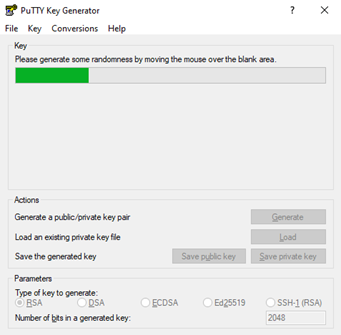 PuTTY Key Generator
File Key Conversions Help
Key
Please generate some randomness by moving the mouse over the blank area.
Actions
Generate a public/private key pair
Generate
Load an existing private key file
Load
Save the generated key
Save public key
Save private key
Parameters
Type of key to generate:
RSA DSA ECDSA Ed25519 SSH-1 (RSA)
Number of bits in a generated key:
2048